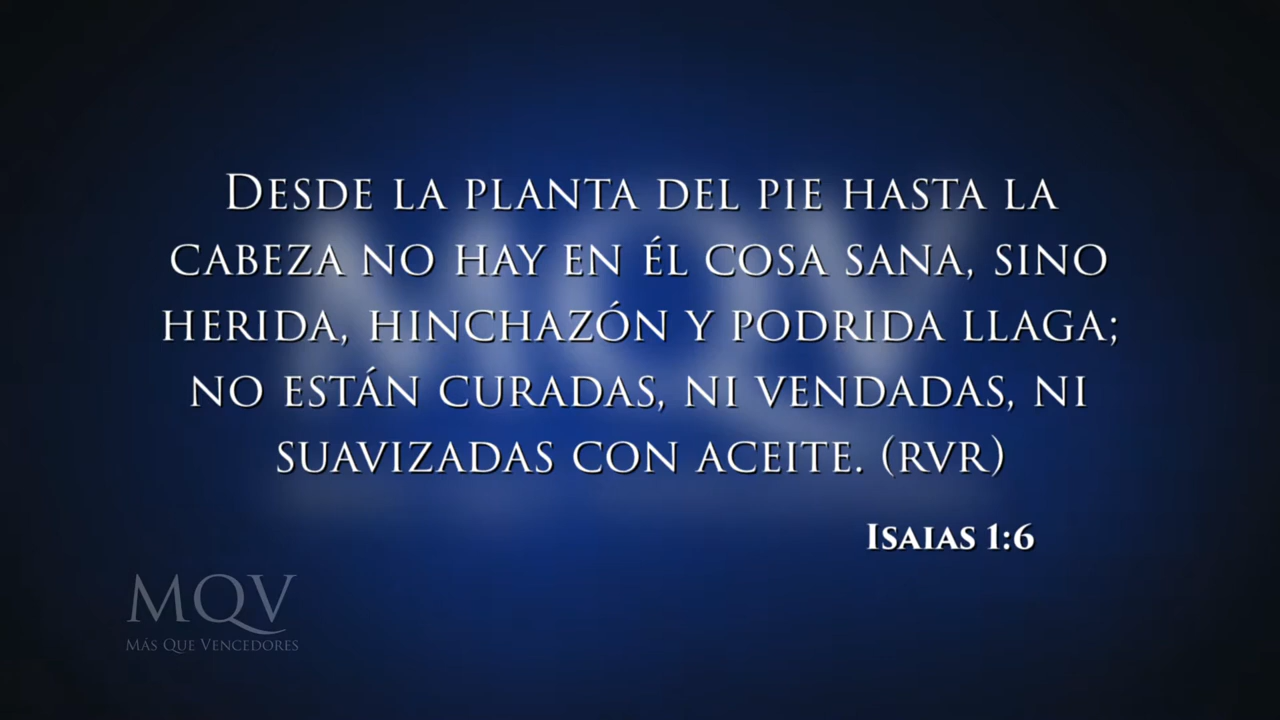 Desde la planta del pie hasta la
cabeza no hay en él cosa sana, sino
herida, hinchazón y podrida llaga;
no están curadas, ni vendadas, ni
suavizadas con aceite. (RVR)
Isaias 1:6
MQV
Más Que Vencedores